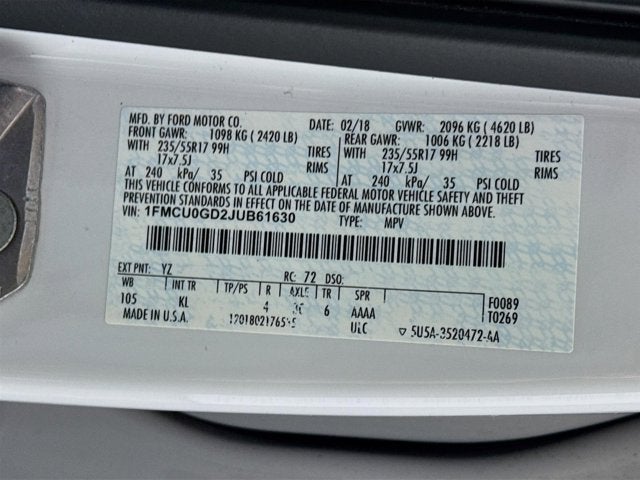 MFD. BY FORD MOTOR CO. DATE: 02/18 GVWR: 2096 KG ( 4620 LB)
FRONT GAWR: 1098 KG ( 2420 LB) REAR GAWR: 1006 KG ( 2218 LB)
WITH 235/55R17 99H TIRES WITH 235/55R17 99H TIRES
17x7.5J RIMS 17x7.5J RIMS
AT 240 kPa/ 35 PSI COLD AT 240 kPa/ 35 PSI COLD
THIS VEHICLE CONFORMS TO ALL APPLICABLE FEDERAL MOTOR VEHICLE SAFETY AND THEFT
PREVENTION STANDARDS IN EFFECT ON THE DATE OF MANUFACTURE SHOWN ABOVE.
VIN: 1FMCU0GD2JUB61630 TYPE: MPV
EXT PNT: YZ RC: 72 DSO:
WB INT TR TP/PS R AXLE TR SPR F0089
105 KL 4 6 AAAA T0269
MADE IN U.S.A. UEC 5U5A-3520472-AA